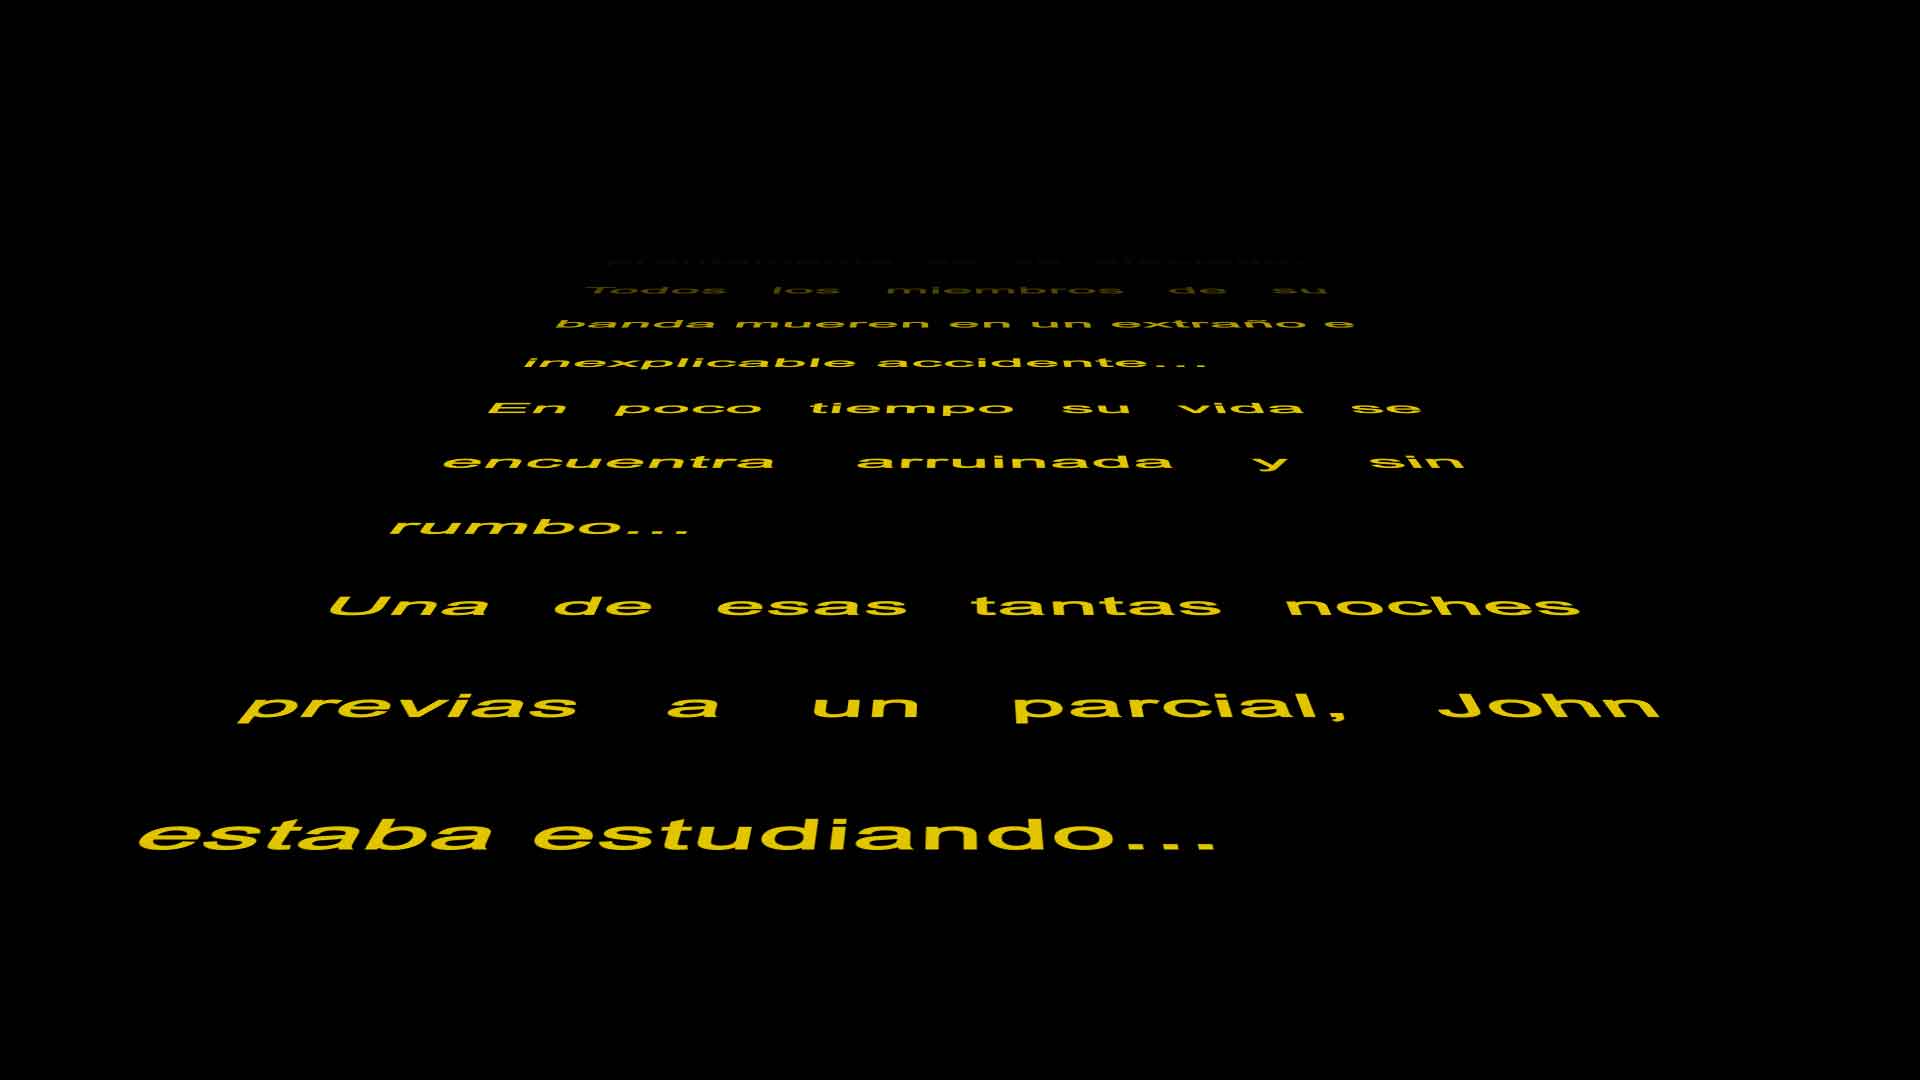 Todos los miembros de su
banda mueren en un extraño e
inexplicable accidente...
En poco tiempo su vida se
encuentra arruinada y sin
rumbo...
Una de esas tantas noches
previas a un parcial, John
estaba estudiando...